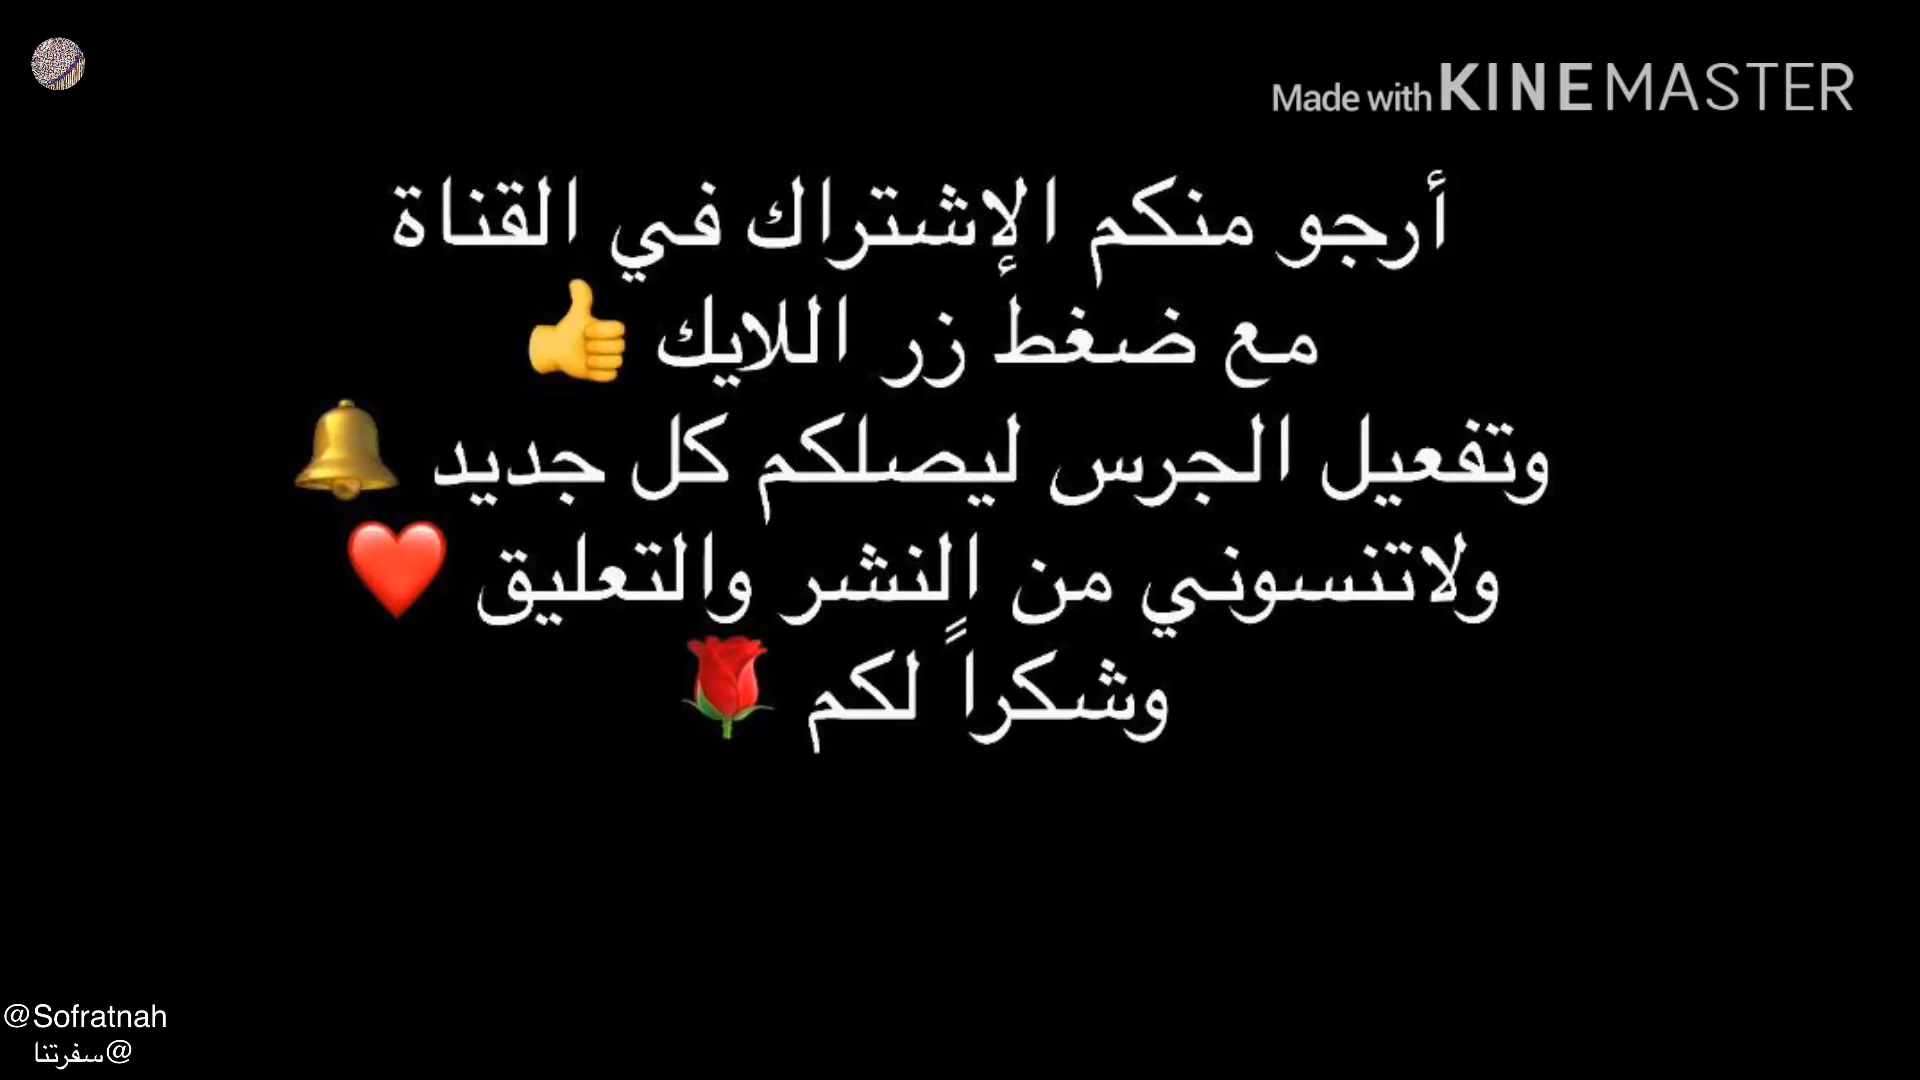 Made with KINEMASTER
أرجو منكم الإشتراك في القناة
مع ضغط زر اللايك 👍
وتفعيل الجرس ليصلكم كل جديد 🔔
ولاتنسوني من النشر والتعليق ❤️
وشكراً لكم 🌹
@Sofratnah
@سفرتنا